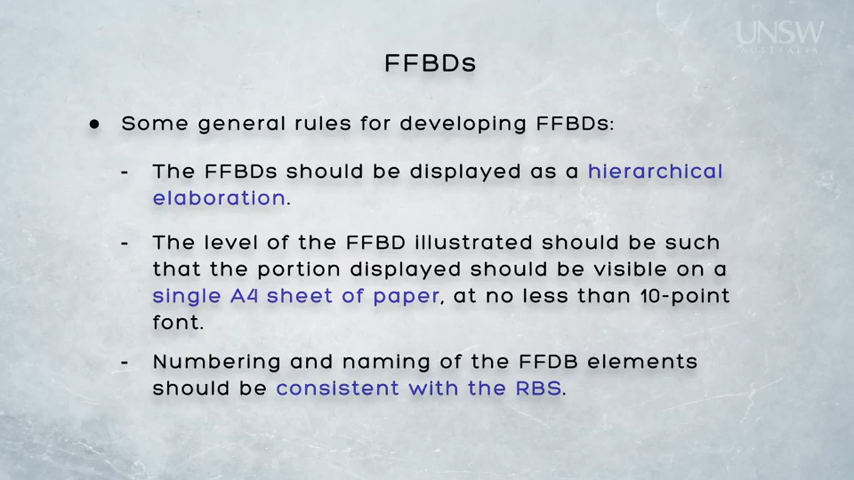 UNSW
AUSTRALIA
FFBDs
● Some general rules for developing FFBDs:
- The FFBDs should be displayed as a hierarchical
elaboration.
- The level of the FFBD illustrated should be such
that the portion displayed should be visible on a
single A4 sheet of paper, at no less than 10-point
font.
- Numbering and naming of the FFDB elements
should be consistent with the RBS.